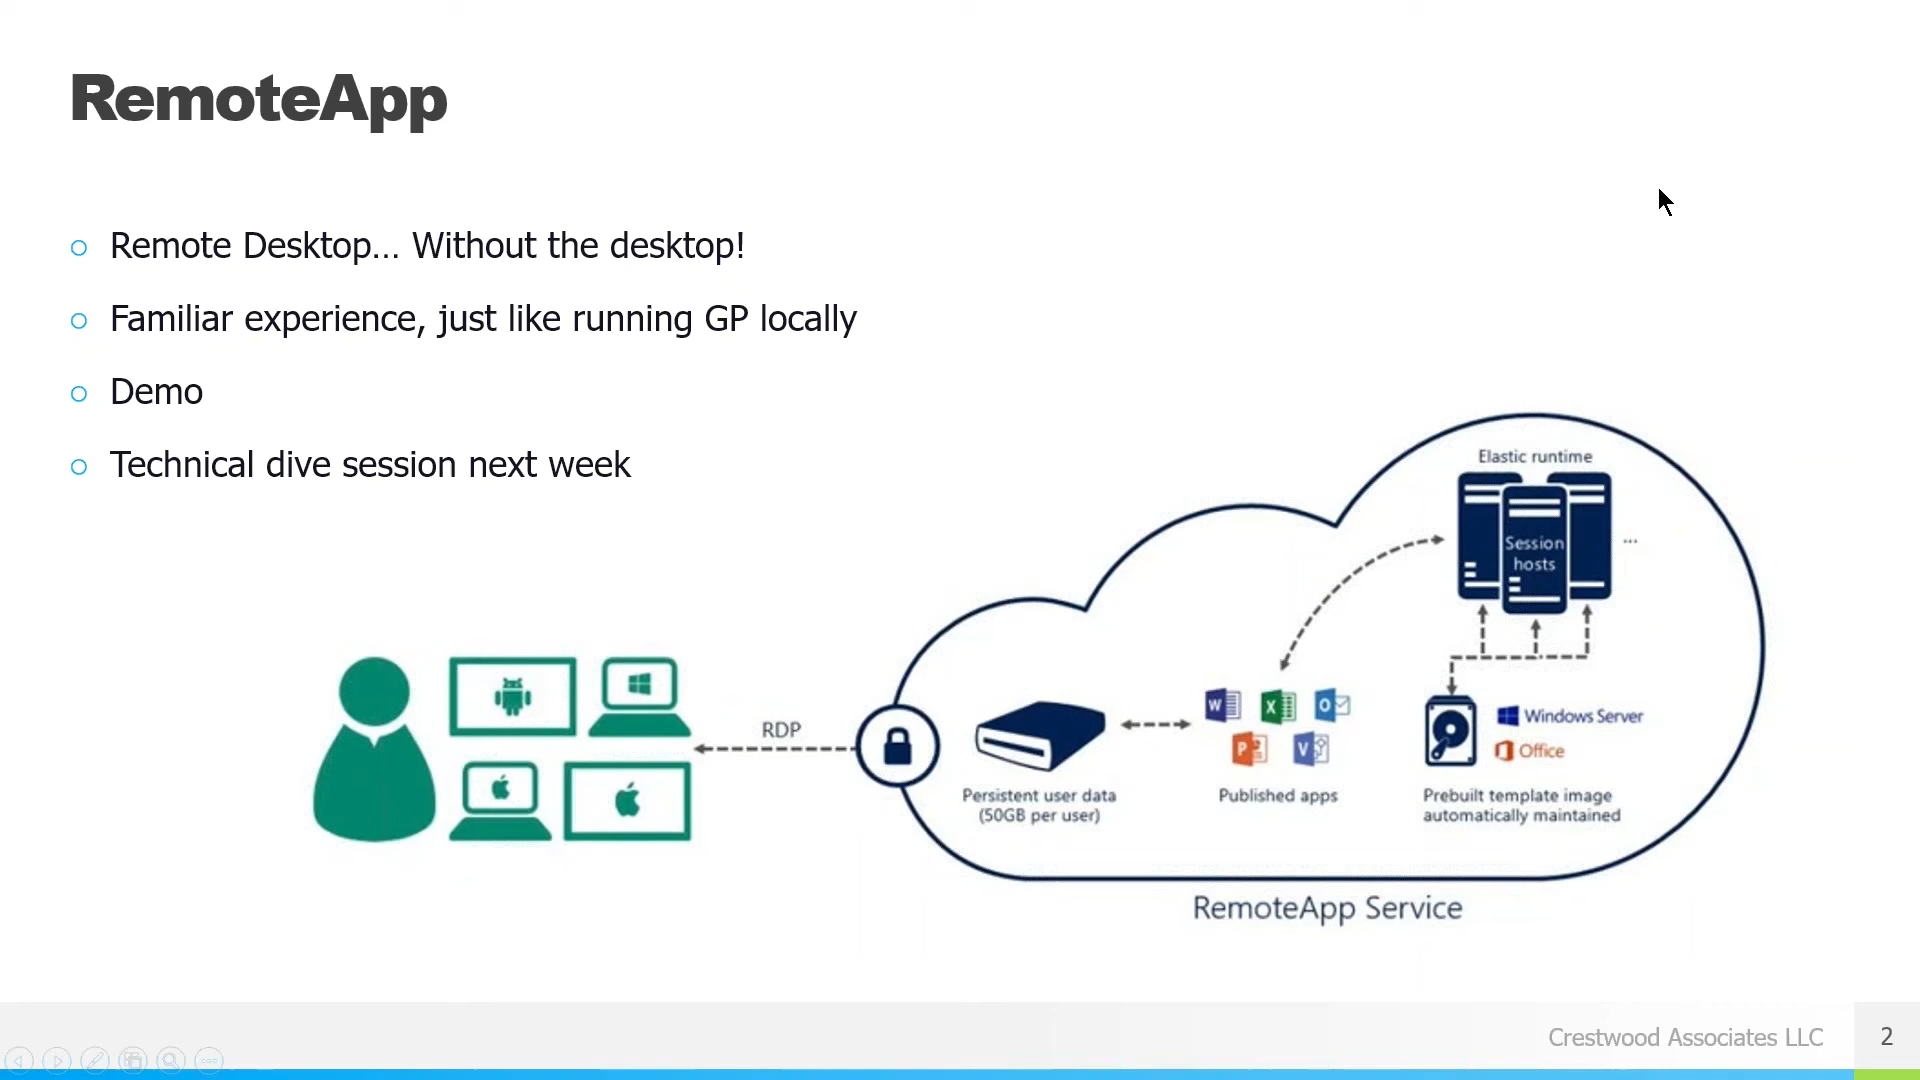 RemoteApp
Remote Desktop... Without the desktop!
Familiar experience, just like running GP locally
Demo
Technical dive session next week
Elastic runtime
Session
hosts
...
RDP
W
X
O
P
V
Windows Server
Office
Persistent user data
(50GB per user)
Published apps
Prebuilt template image
automatically maintained
RemoteApp Service
Crestwood Associates LLC
2